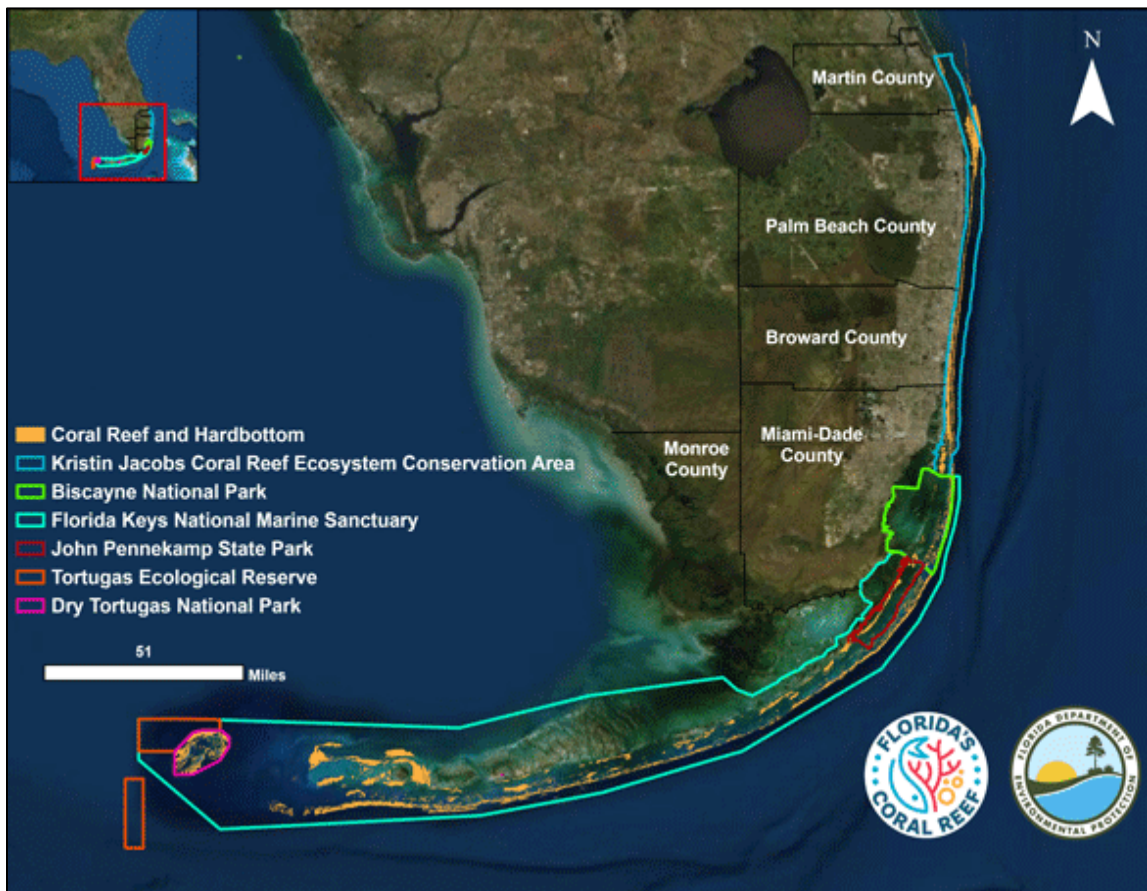 N
Martin County
Palm Beach County
Broward County
Miami-Dade
County
Monroe
County
Coral Reef and Hardbottom
Kristin Jacobs Coral Reef Ecosystem Conservation Area
Biscayne National Park
Florida Keys National Marine Sanctuary
John Pennekamp State Park
Tortugas Ecological Reserve
Dry Tortugas National Park
51
Miles
FLORIDA'S
CORAL REEF
FLORIDA DEPARTMENT OF
ENVIRONMENTAL PROTECTION